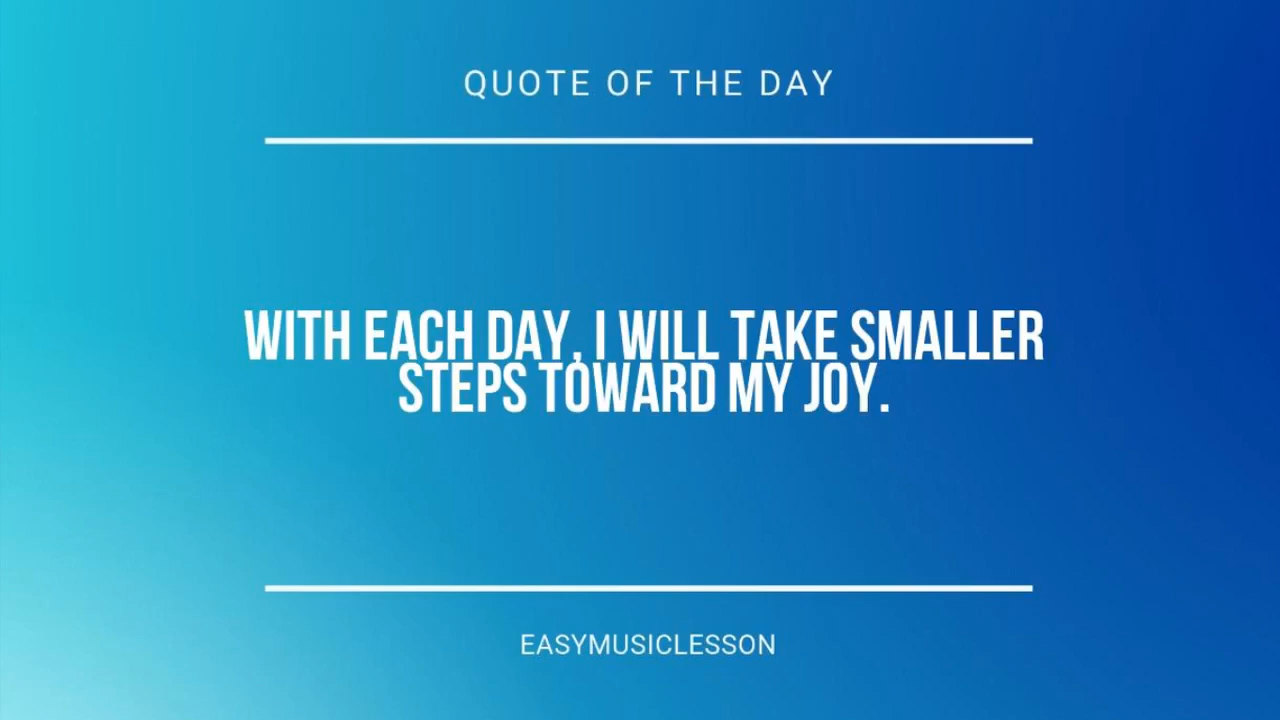 QUOTE OF THE DAY
WITH EACH DAY, I WILL TAKE SMALLER
STEPS TOWARD MY JOY.
EASYMUSICLESSON